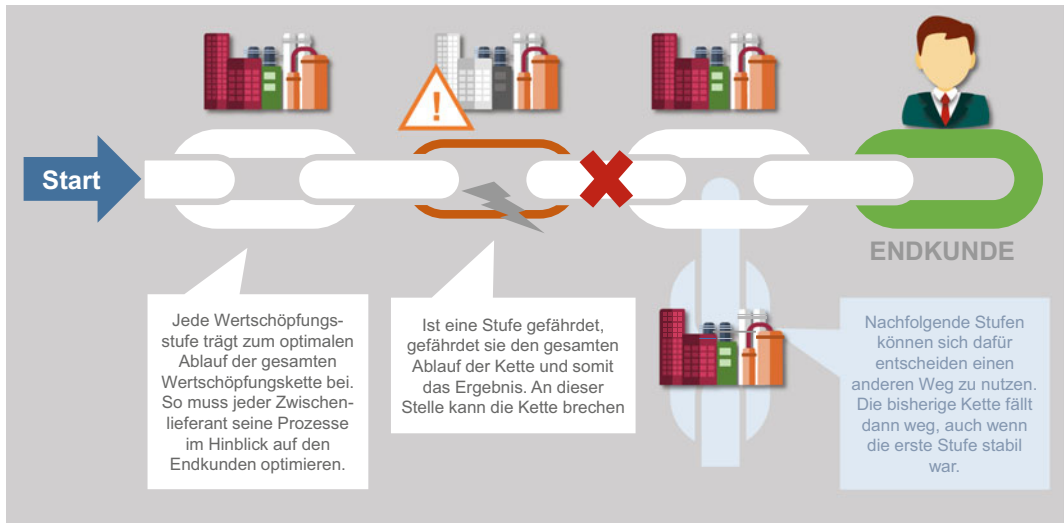 !
Start
ENDKUNDE
Jede Wertschöpfungs-
stufe trägt zum optimalen
Ablauf der gesamten
Wertschöpfungskette bei.
So muss jeder Zwischen-
lieferant seine Prozesse
im Hinblick auf den
Endkunden optimieren.
Ist eine Stufe gefährdet,
gefährdet sie den gesamten
Ablauf der Kette und somit
das Ergebnis. An dieser
Stelle kann die Kette brechen
Nachfolgende Stufen
können sich dafür
entscheiden einen
anderen Weg zu nutzen.
Die bisherige Kette fällt
dann weg, auch wenn
die erste Stufe stabil
war.